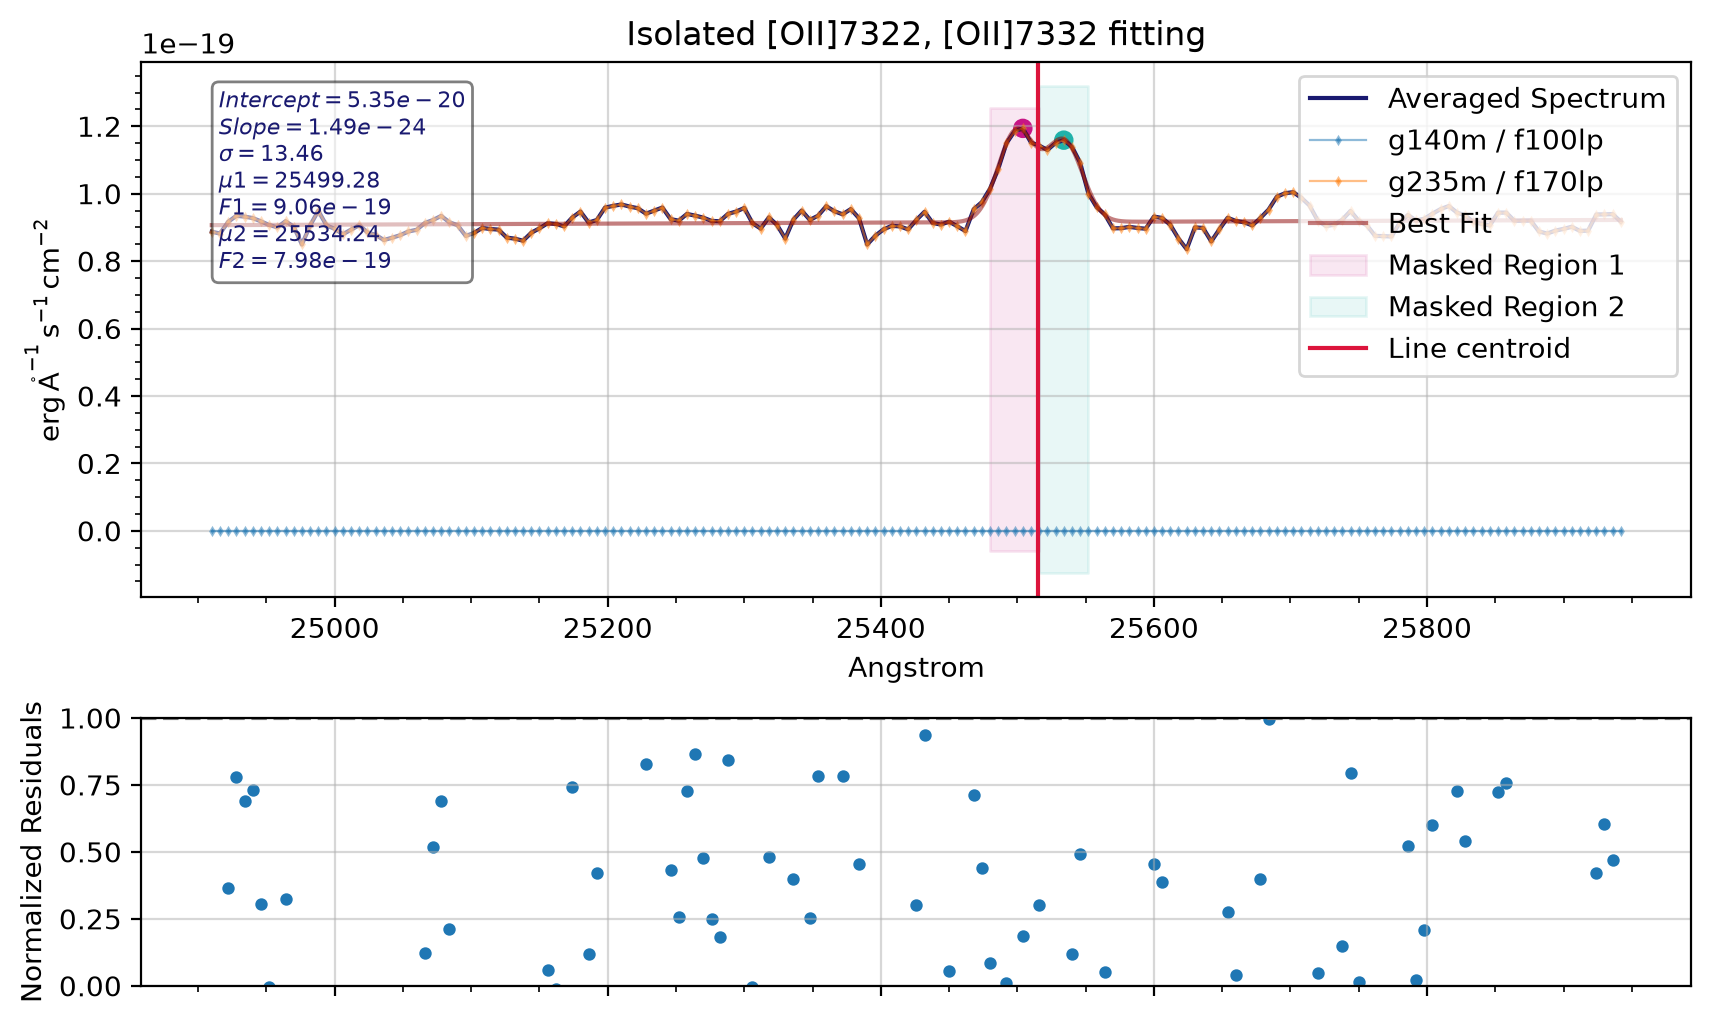 Isolated [OII]7322, [OII]7332 fitting
1e−19
Intercept = 5.35e − 20
Slope = 1.49e − 24
σ = 13.46
μ1 = 25499.28
F1 = 9.06e − 19
μ2 = 25534.24
F2 = 7.98e − 19
Averaged Spectrum
g140m / f100lp
g235m / f170lp
Best Fit
Masked Region 1
Masked Region 2
Line centroid
erg Å⁻¹ s⁻¹ cm⁻²
1.2
1.0
0.8
0.6
0.4
0.2
0.0
25000 25200 25400 25600 25800
Angstrom
Normalized Residuals
1.00
0.75
0.50
0.25
0.00